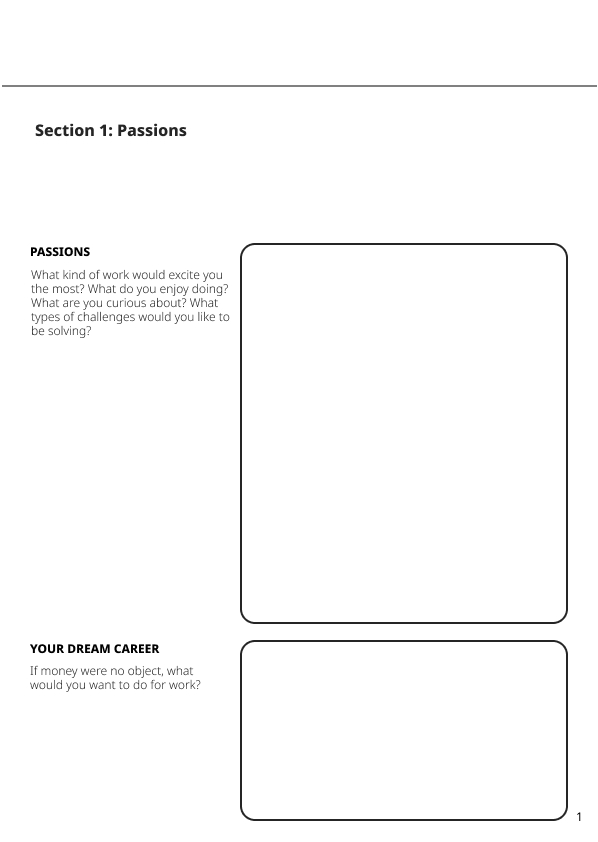 Section 1: Passions
PASSIONS
What kind of work would excite you
the most? What do you enjoy doing?
What are you curious about? What
types of challenges would you like to
be solving?
YOUR DREAM CAREER
If money were no object, what
would you want to do for work?
1